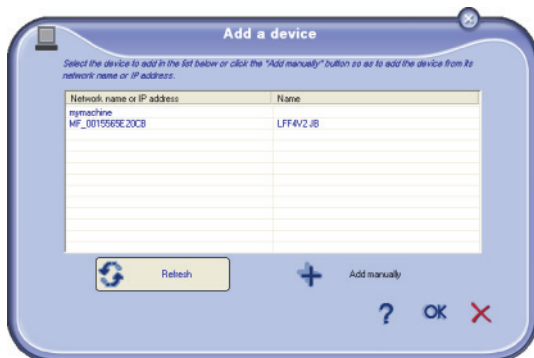 Add a device
Select the device to add in the list below or click the "Add manually" button so as to add the device from its
network name or IP address.
Network name or IP address Name
mymachine
MF_0015565E20CB LFF4V2 JB
Refresh Add manually
? OK